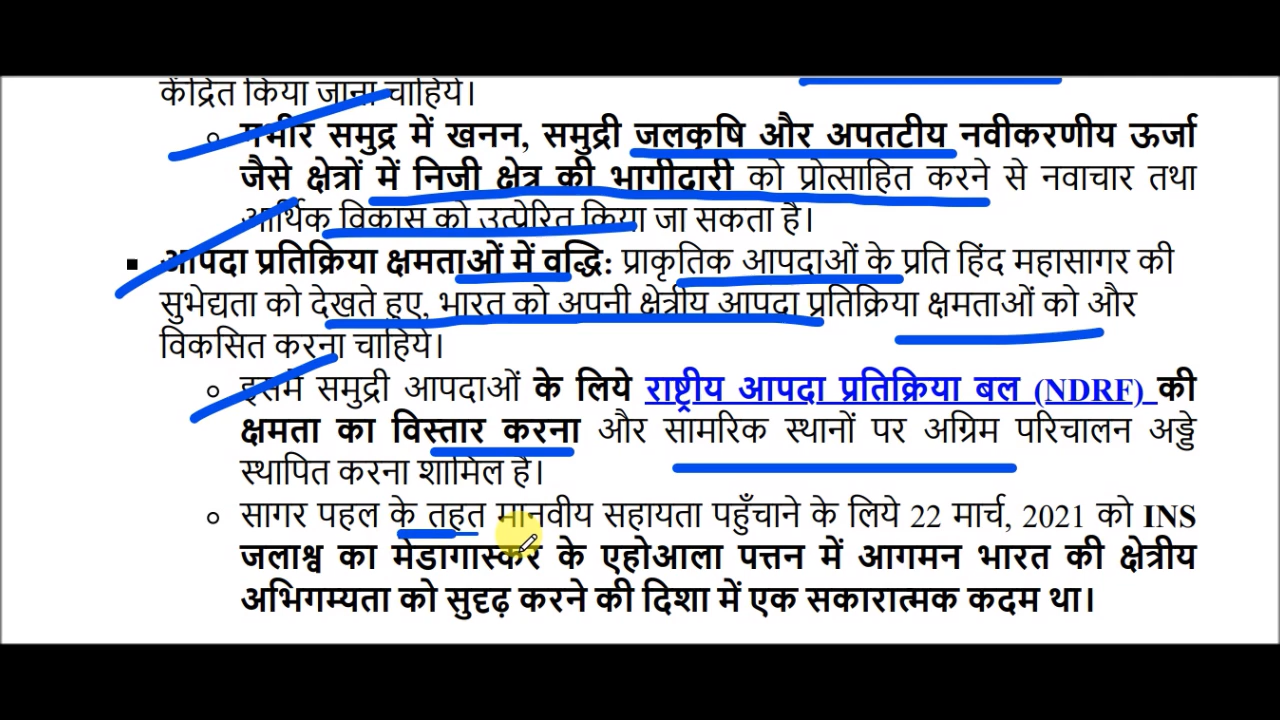 केंद्रित किया जाना चाहिये।
गभीर समुद्र में खनन, समुद्री जलकृषि और अपतटीय नवीकरणीय ऊर्जा
जैसे क्षेत्रों में निजी क्षेत्र की भागीदारी को प्रोत्साहित करने से नवाचार तथा
आर्थिक विकास को उत्प्रेरित किया जा सकता है।
▪ आपदा प्रतिक्रिया क्षमताओं में वृद्धि: प्राकृतिक आपदाओं के प्रति हिंद महासागर की
सुभेद्यता को देखते हुए, भारत को अपनी क्षेत्रीय आपदा प्रतिक्रिया क्षमताओं को और
विकसित करना चाहिये।
○ इसमें समुद्री आपदाओं के लिये राष्ट्रीय आपदा प्रतिक्रिया बल (NDRF) की
क्षमता का विस्तार करना और सामरिक स्थानों पर अग्रिम परिचालन अड्डे
स्थापित करना शामिल है।
○ सागर पहल के तहत मानवीय सहायता पहुँचाने के लिये 22 मार्च, 2021 को INS
जलाश्व का मेडागास्कर के एहोआला पत्तन में आगमन भारत की क्षेत्रीय
अभिगम्यता को सुदृढ़ करने की दिशा में एक सकारात्मक कदम था।